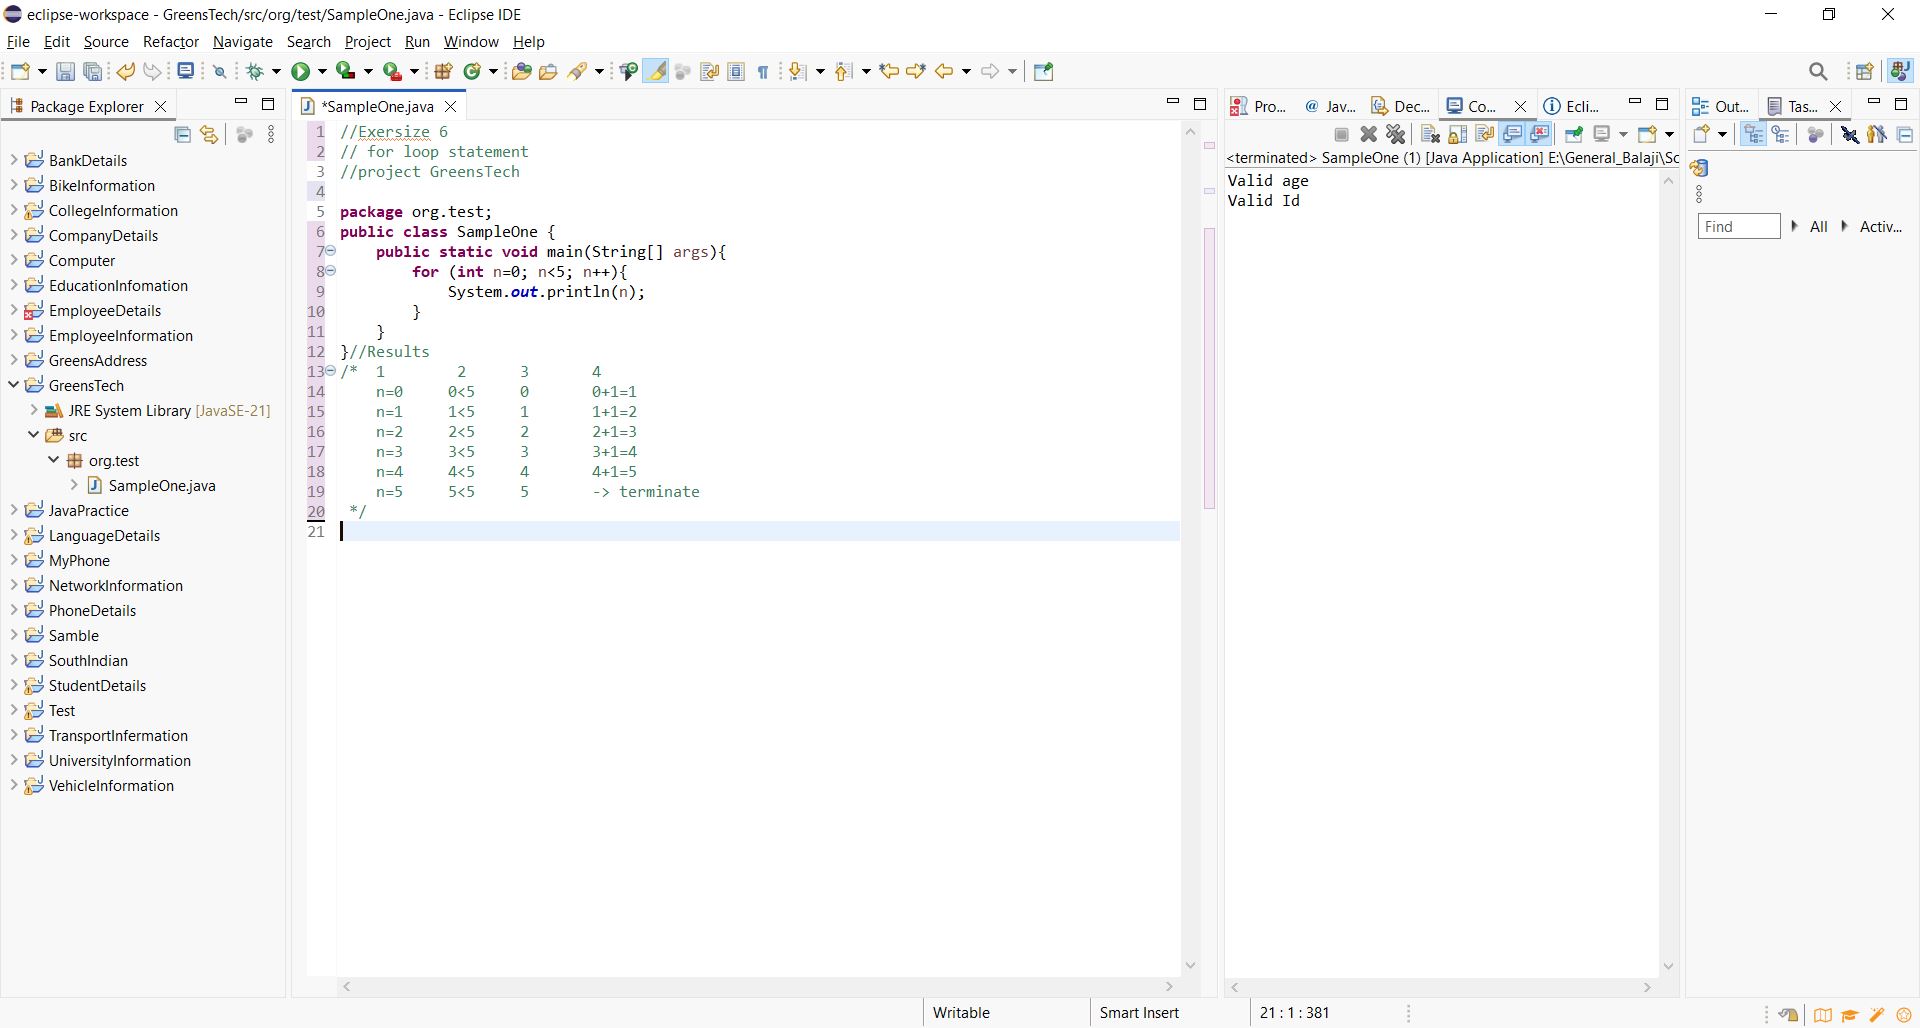 eclipse-workspace - GreensTech/src/org/test/SampleOne.java - Eclipse IDE
File Edit Source Refactor Navigate Search Project Run Window Help
Package Explorer
BankDetails
BikeInformation
CollegeInformation
CompanyDetails
Computer
EducationInfomation
EmployeeDetails
EmployeeInformation
GreensAddress
GreensTech
JRE System Library [JavaSE-21]
src
org.test
SampleOne.java
JavaPractice
LanguageDetails
MyPhone
NetworkInformation
PhoneDetails
Samble
SouthIndian
StudentDetails
Test
TransportInfermation
UniversityInformation
VehicleInformation
*SampleOne.java
1 //Exersize 6
2 // for loop statement
3 //project GreensTech
4
5 package org.test;
6 public class SampleOne {
7 public static void main(String[] args){
8 for (int n=0; n<5; n++){
9 System.out.println(n);
10 }
11 }
12 }//Results
13 /* 1 2 3 4
14 n=0 0<5 0 0+1=1
15 n=1 1<5 1 1+1=2
16 n=2 2<5 2 2+1=3
17 n=3 3<5 3 3+1=4
18 n=4 4<5 4 4+1=5
19 n=5 5<5 5 -> terminate
20 */
21
Pro... Jav... Dec... Co... Ecli...
<terminated> SampleOne (1) [Java Application] E:\General_Balaji\Sc
Valid age
Valid Id
Out... Tas...
Find All Activ...
Writable Smart Insert 21 : 1 : 381